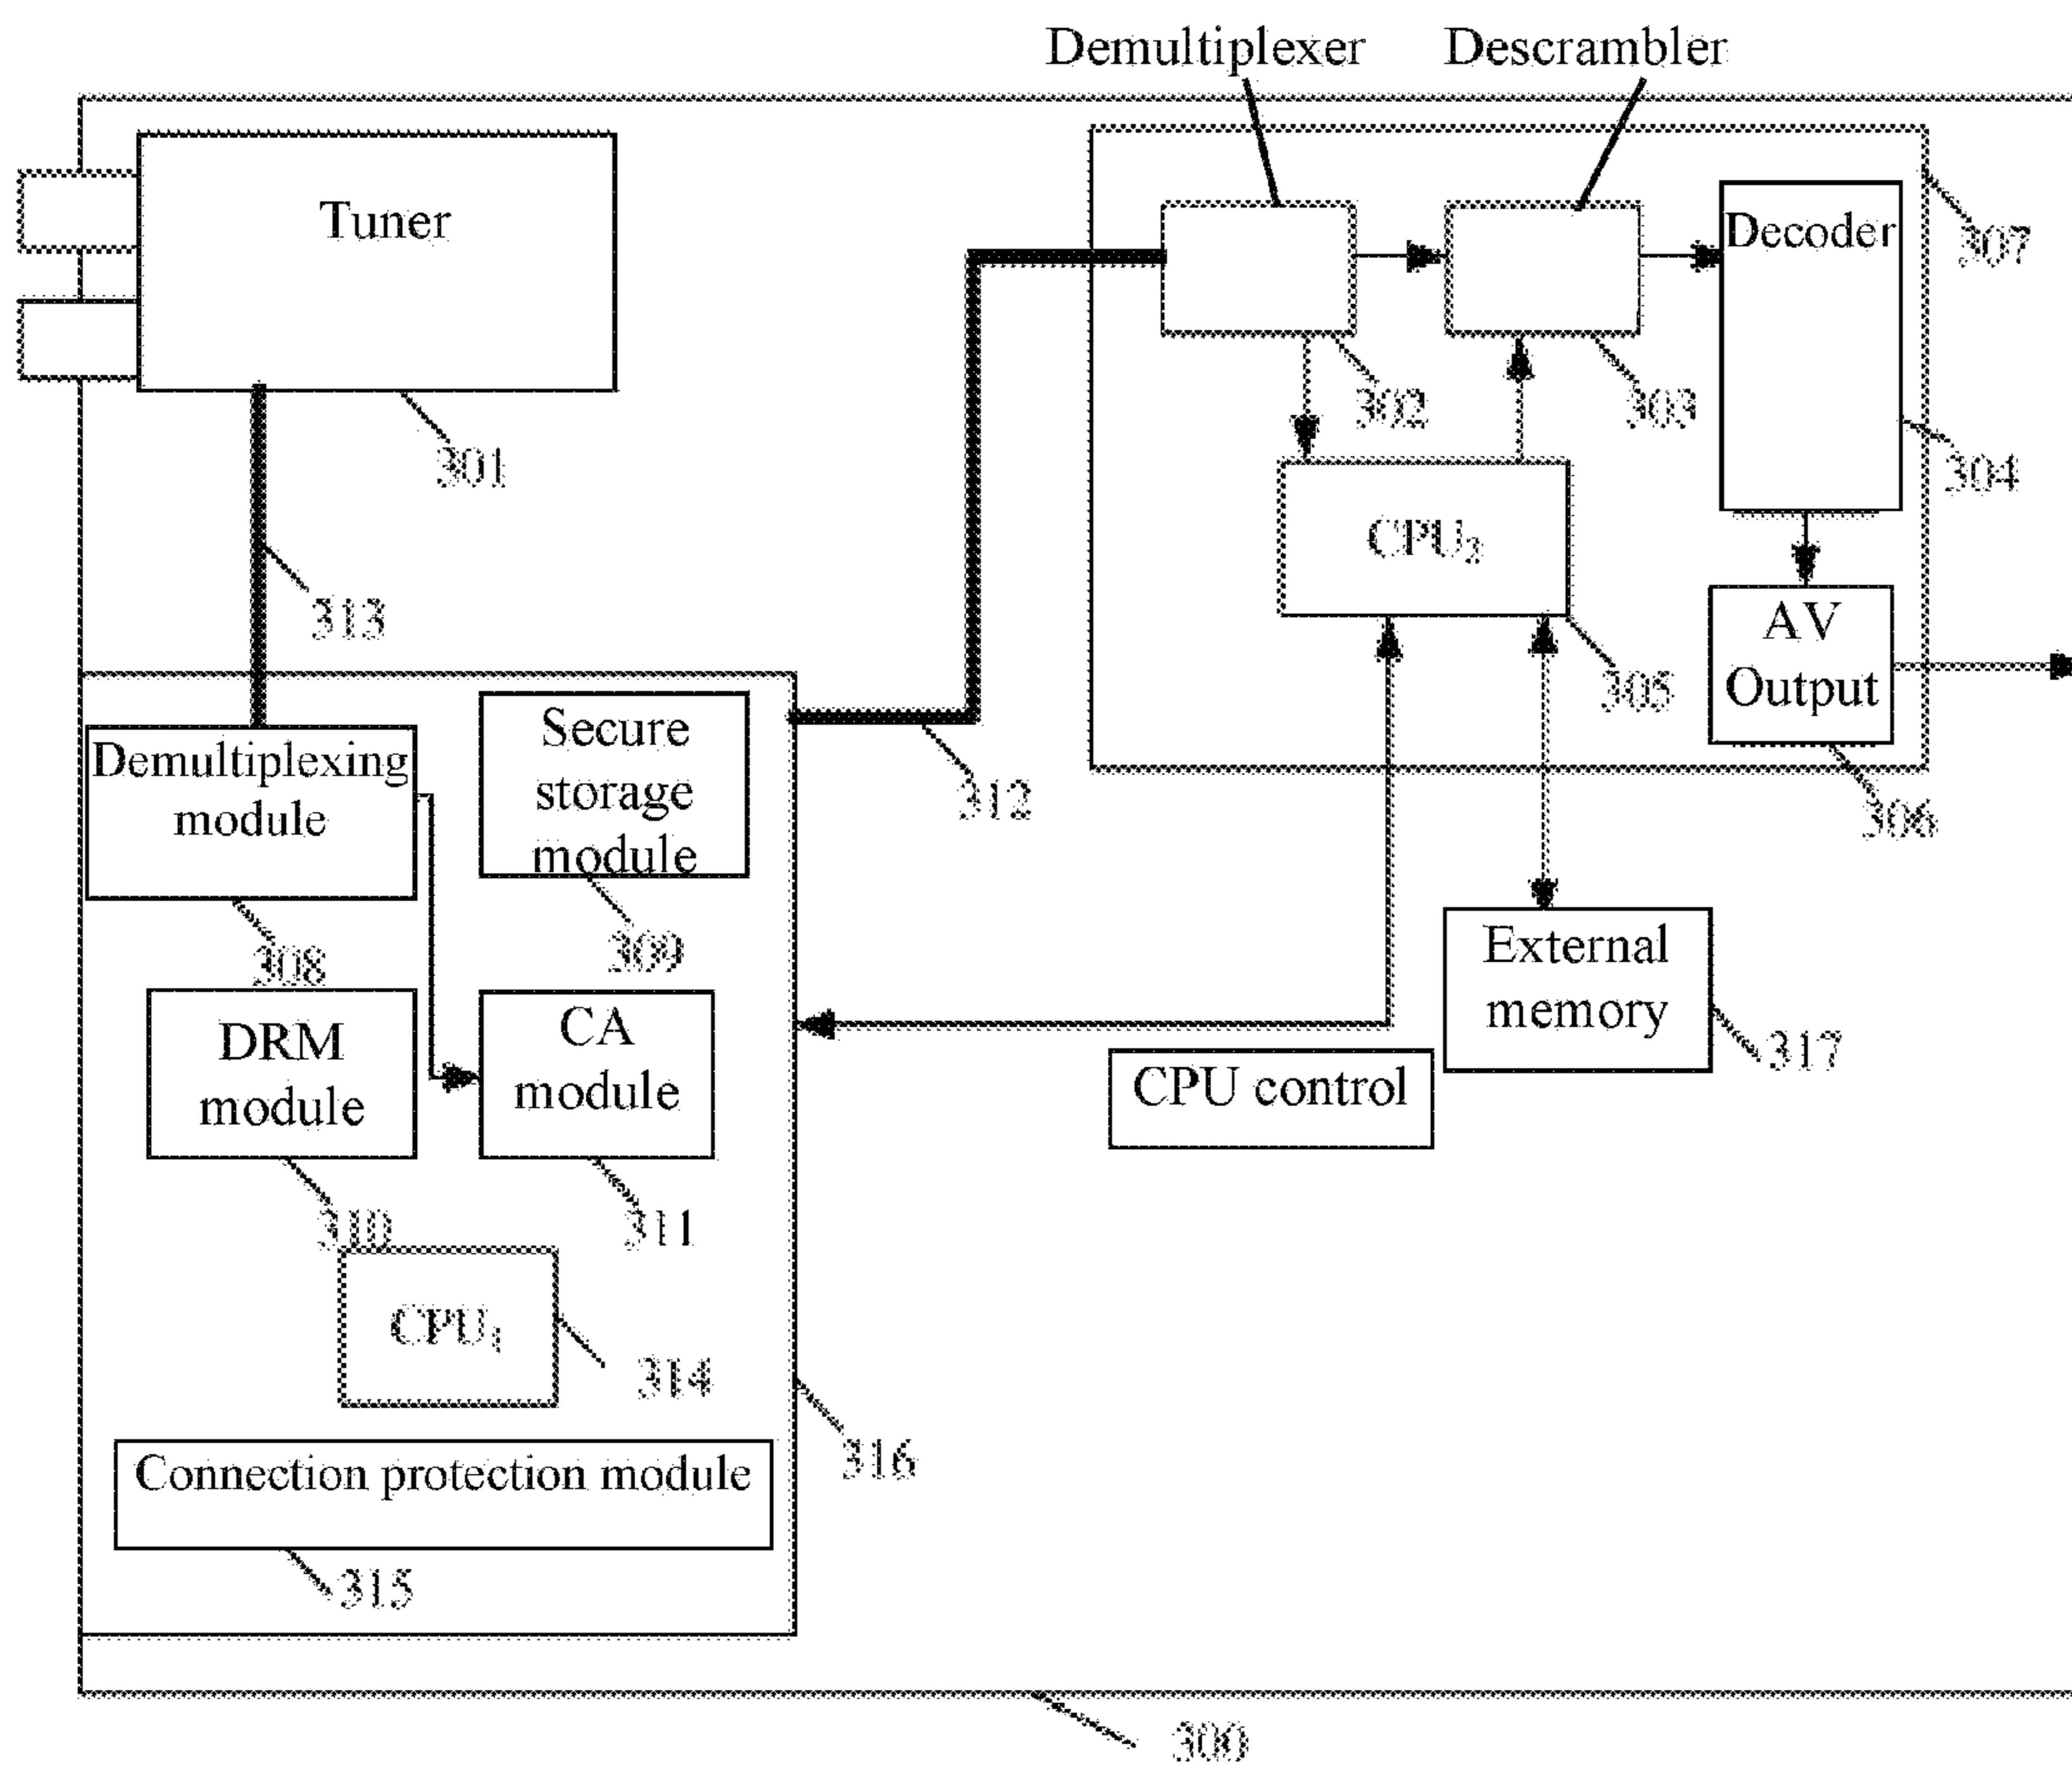 Demultiplexer Descrambler
Tuner
Decoder
307
302
303
301
304
CPU₂
313
AV
Output
305
Secure
storage
module
Demultiplexing
module
312
306
309
308
External
memory
317
DRM
module
CA
module
CPU control
310
311
CPU₁
314
316
Connection protection module
315
300